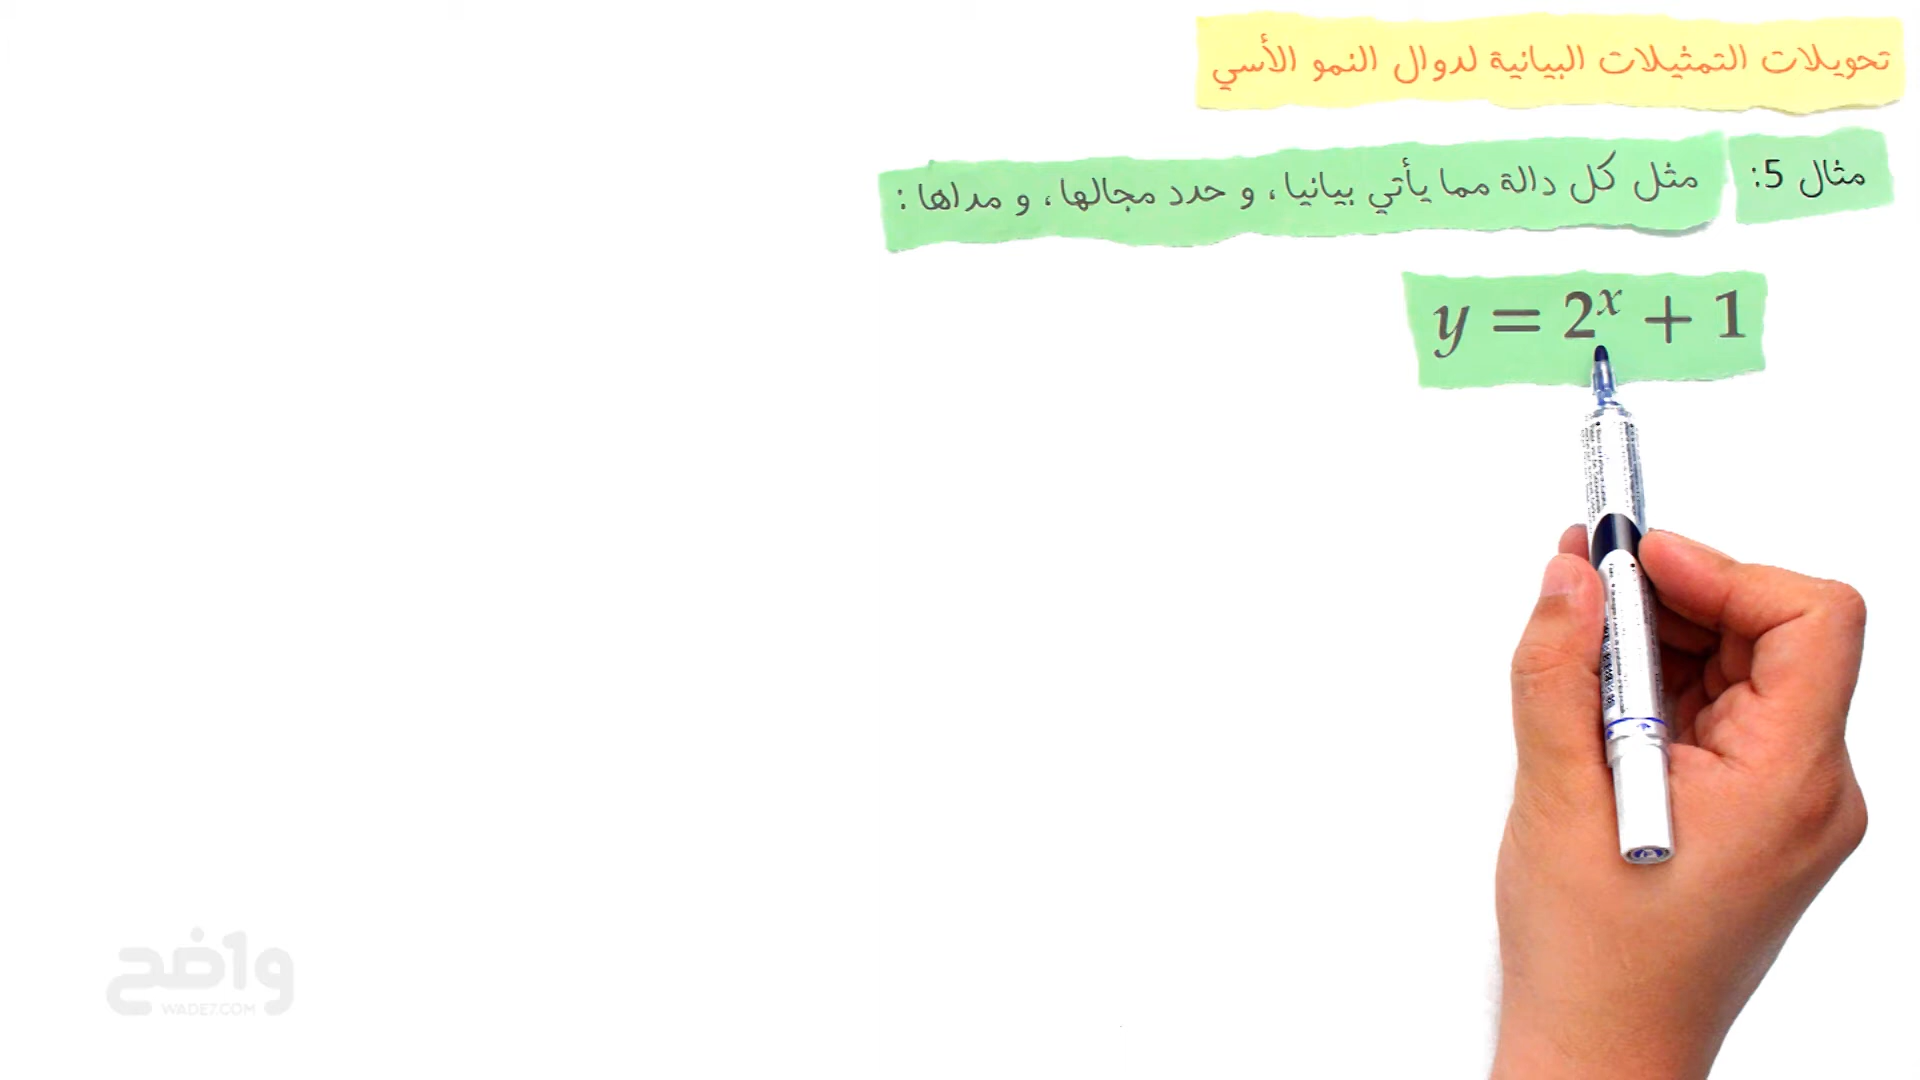 تحويلات التمثيلات البيانية لدوال النمو الأسي
مثال 5: مثل كل دالة مما يأتي بيانيا ، و حدد مجالها ، و مداها :
y = 2^x + 1
واضح
WADE7.COM